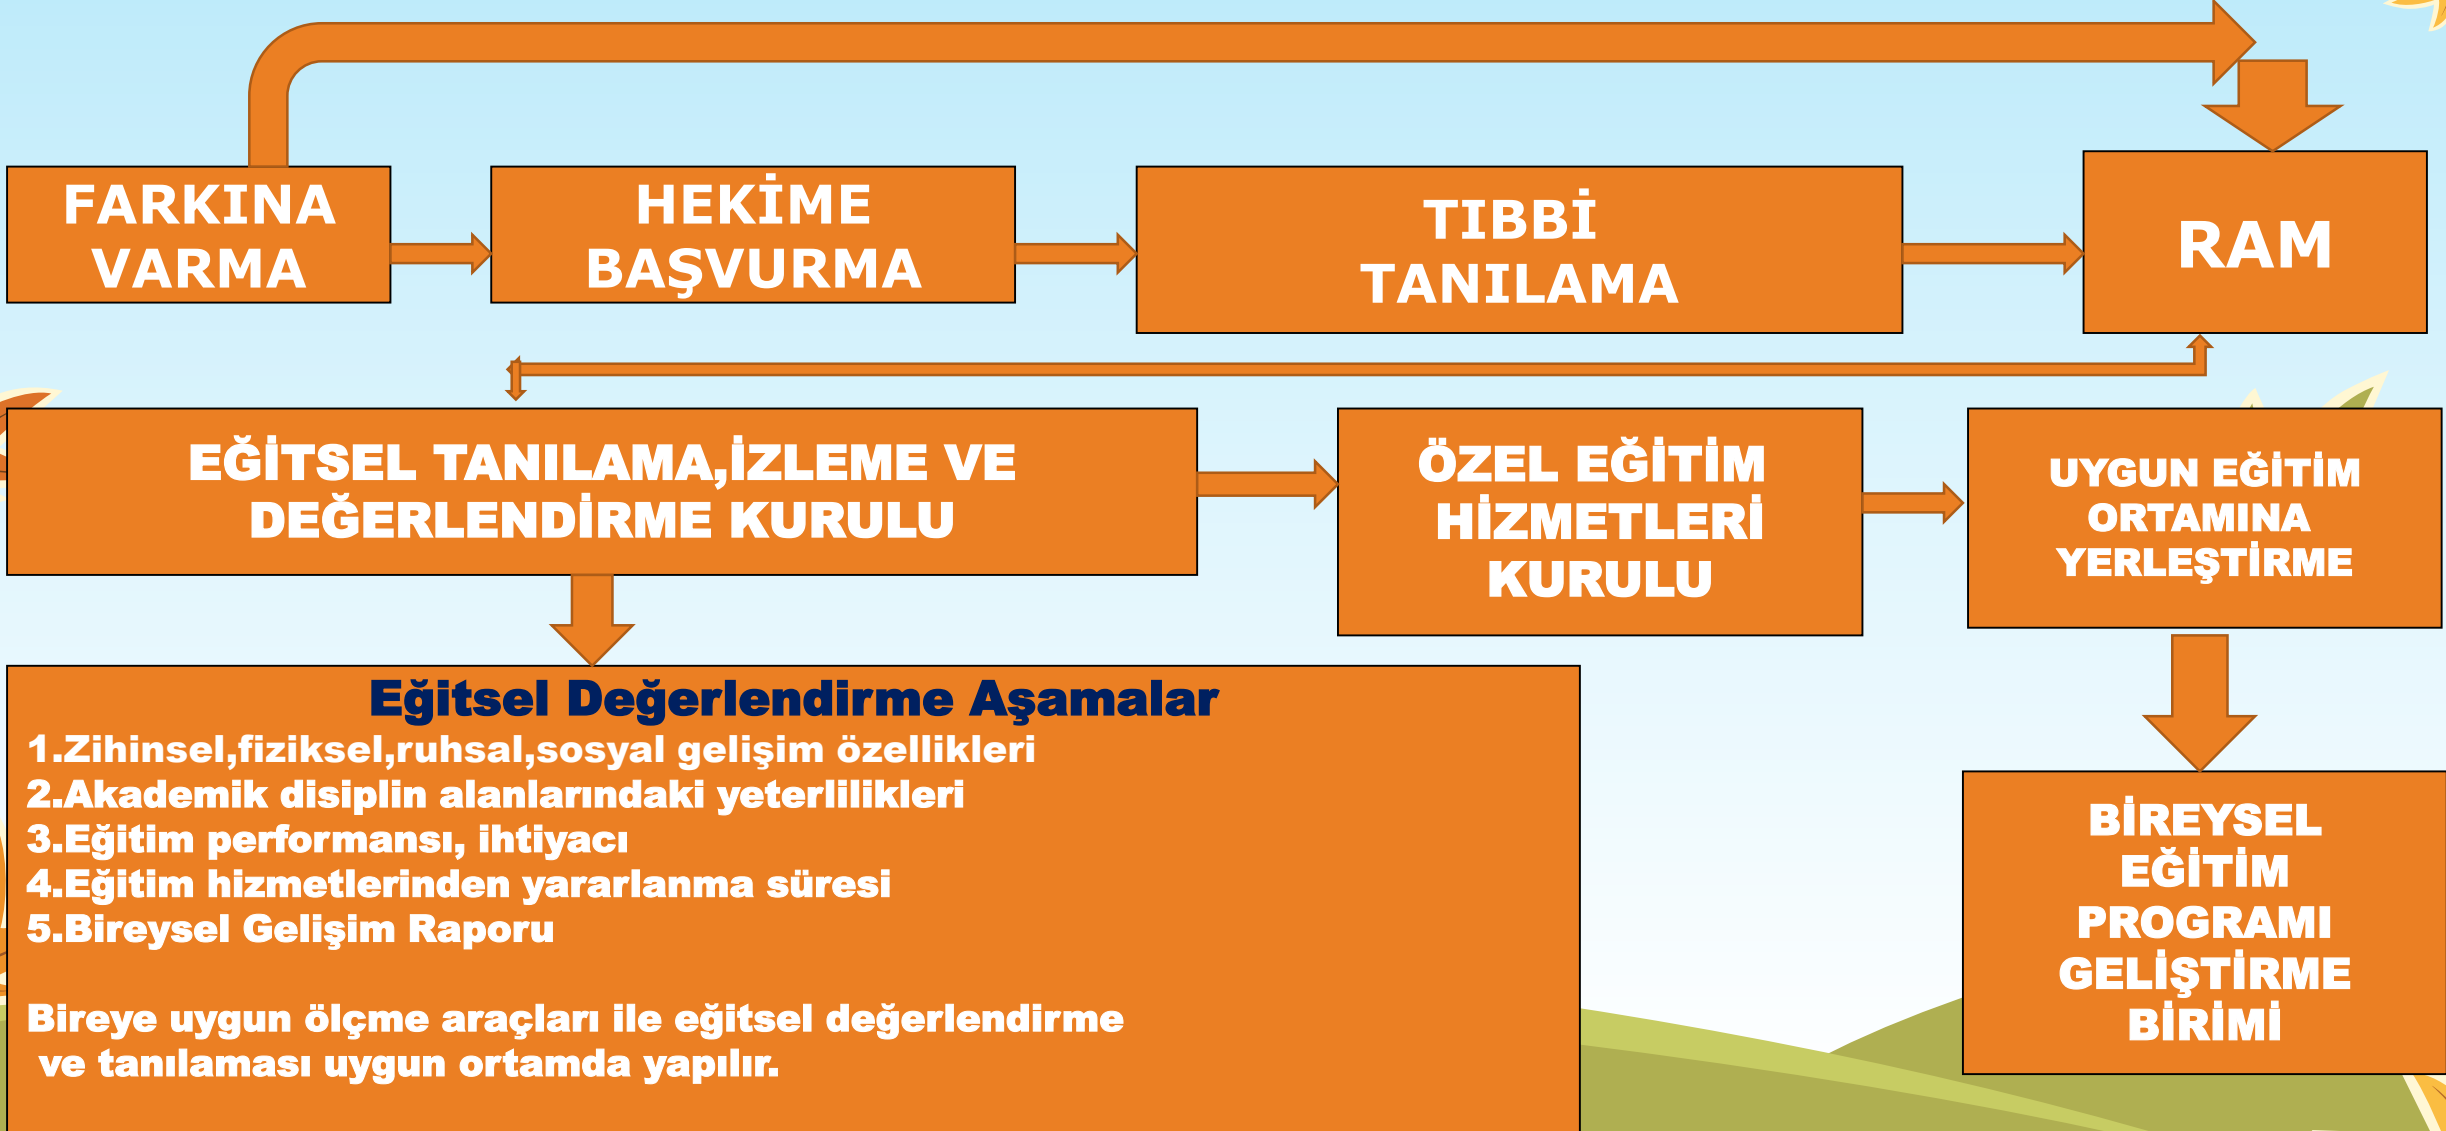 FARKINA
VARMA
HEKİME
BAŞVURMA
TIBBİ
TANILAMA
RAM
EĞİTSEL TANILAMA,İZLEME VE
DEĞERLENDİRME KURULU
ÖZEL EĞİTİM
HİZMETLERİ
KURULU
UYGUN EĞİTİM
ORTAMINA
YERLEŞTİRME
Eğitsel Değerlendirme Aşamalar
1.Zihinsel,fiziksel,ruhsal,sosyal gelişim özellikleri
2.Akademik disiplin alanlarındaki yeterlilikleri
3.Eğitim performansı, ihtiyacı
4.Eğitim hizmetlerinden yararlanma süresi
5.Bireysel Gelişim Raporu
Bireye uygun ölçme araçları ile eğitsel değerlendirme
ve tanılaması uygun ortamda yapılır.
BİREYSEL
EĞİTİM
PROGRAMI
GELİŞTİRME
BİRİMİ